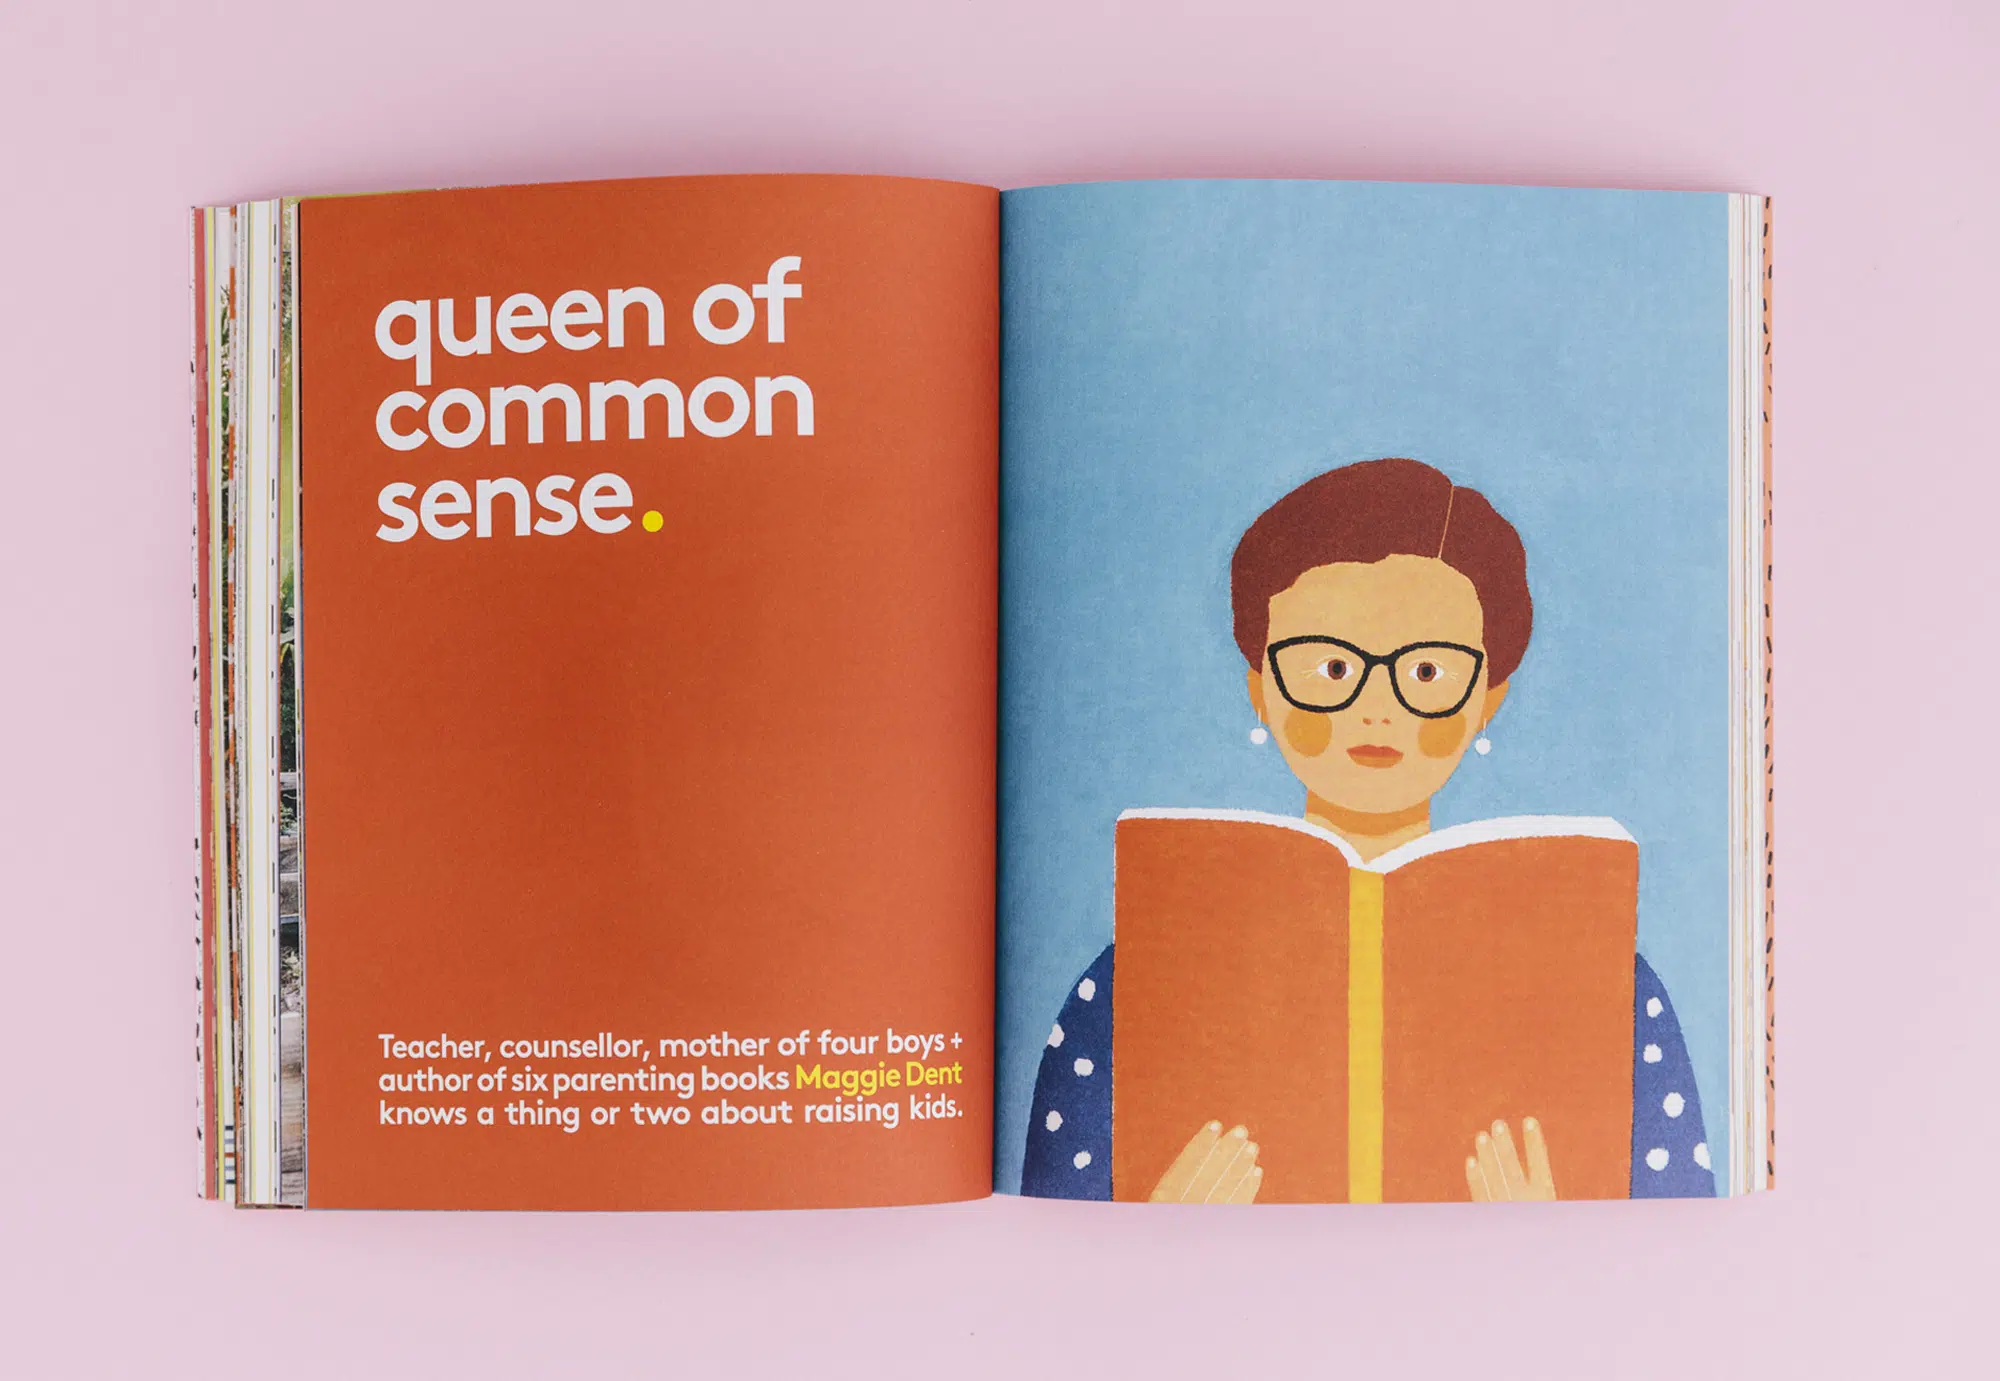 queen of
common
sense.
Teacher, counsellor, mother of four boys +
author of six parenting books Maggie Dent
knows a thing or two about raising kids.